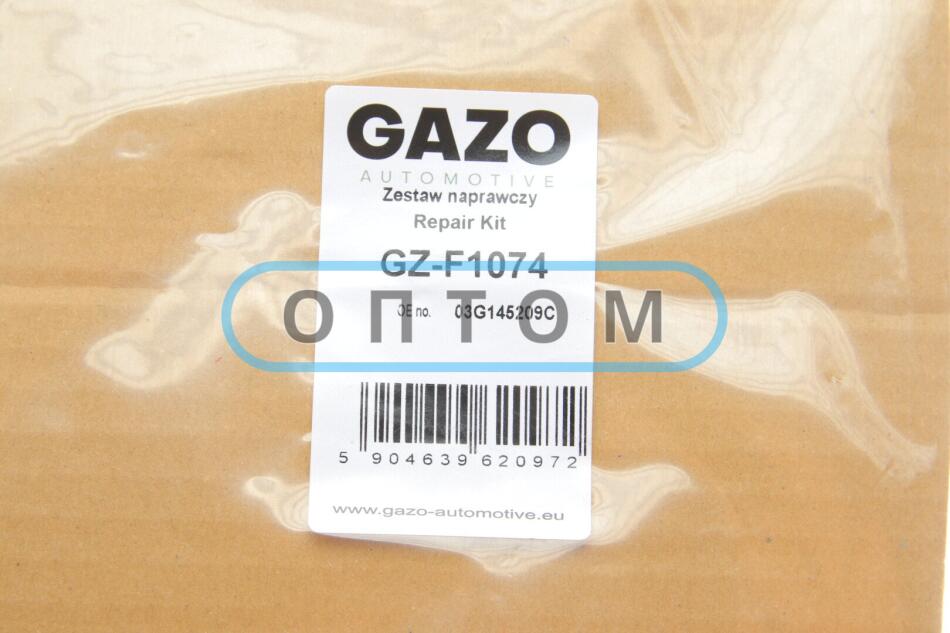 GAZO
AUTOMOTIVE
Zestaw naprawczy
Repair Kit
GZ-F1074
ОПТОМ
OE no. 03G145209C
5 904639 620972
www.gazo-automotive.eu